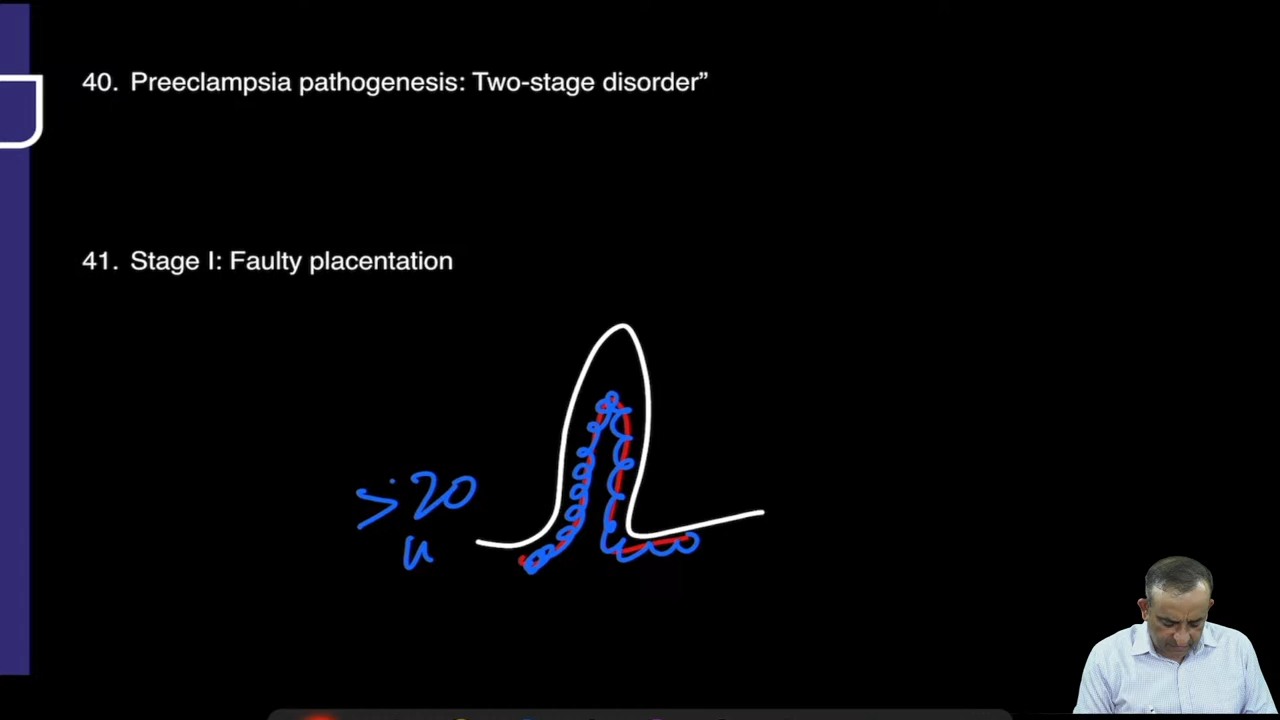 40. Preeclampsia pathogenesis: Two-stage disorder”
41. Stage I: Faulty placentation
>20